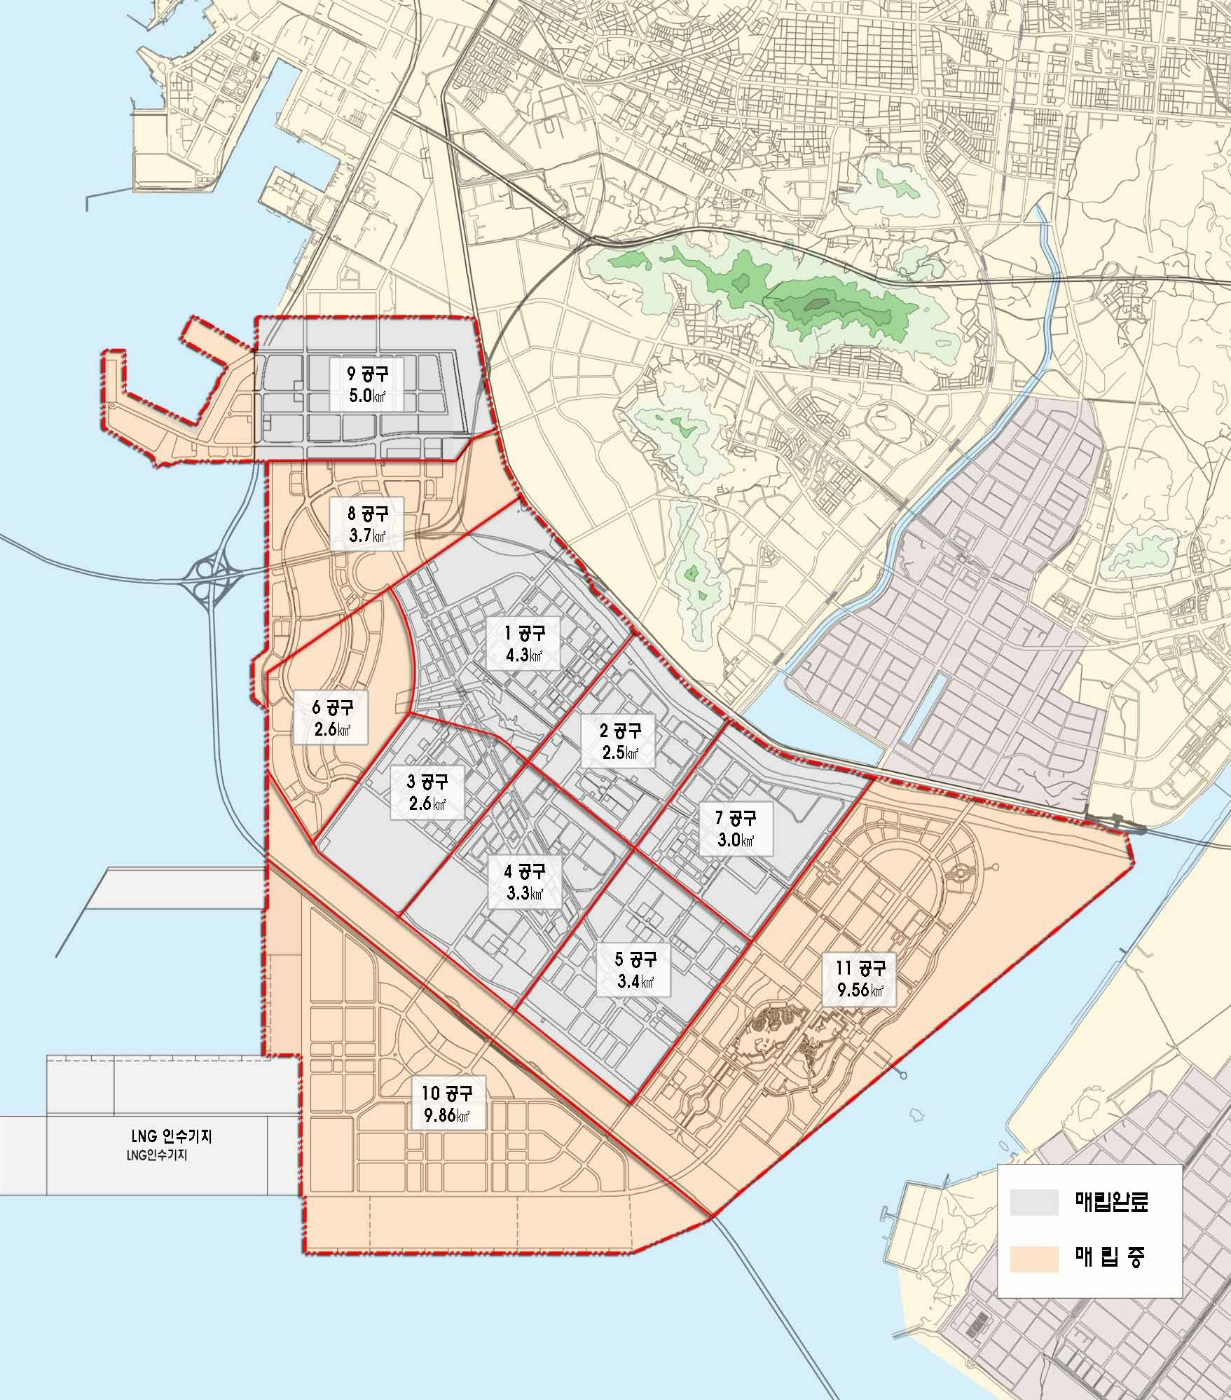 9 공구
5.0㎢
8 공구
3.7㎢
1 공구
4.3㎢
6 공구
2.6㎢
2 공구
2.5㎢
3 공구
2.6㎢
7 공구
3.0㎢
4 공구
3.3㎢
5 공구
3.4㎢
11 공구
9.56㎢
10 공구
9.86㎢
LNG 인수기지
LNG인수기지
매립완료
매 립 중